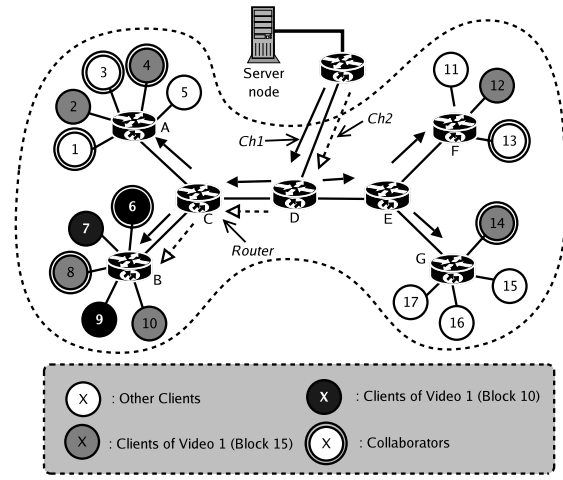 3
4
5
2
A
1
Server
node
Ch1
Ch2
11
12
F
13
C
D
E
6
7
Router
8
B
9
10
G
14
15
17
16
X : Other Clients
X : Clients of Video 1 (Block 10)
X : Clients of Video 1 (Block 15)
X : Collaborators